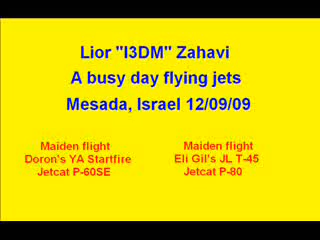 Lior "I3DM" Zahavi
A busy day flying jets
Mesada, Israel 12/09/09
Maiden flight
Doron's YA Startfire
Jetcat P-60SE
Maiden flight
Eli Gil's JL T-45
Jetcat P-80